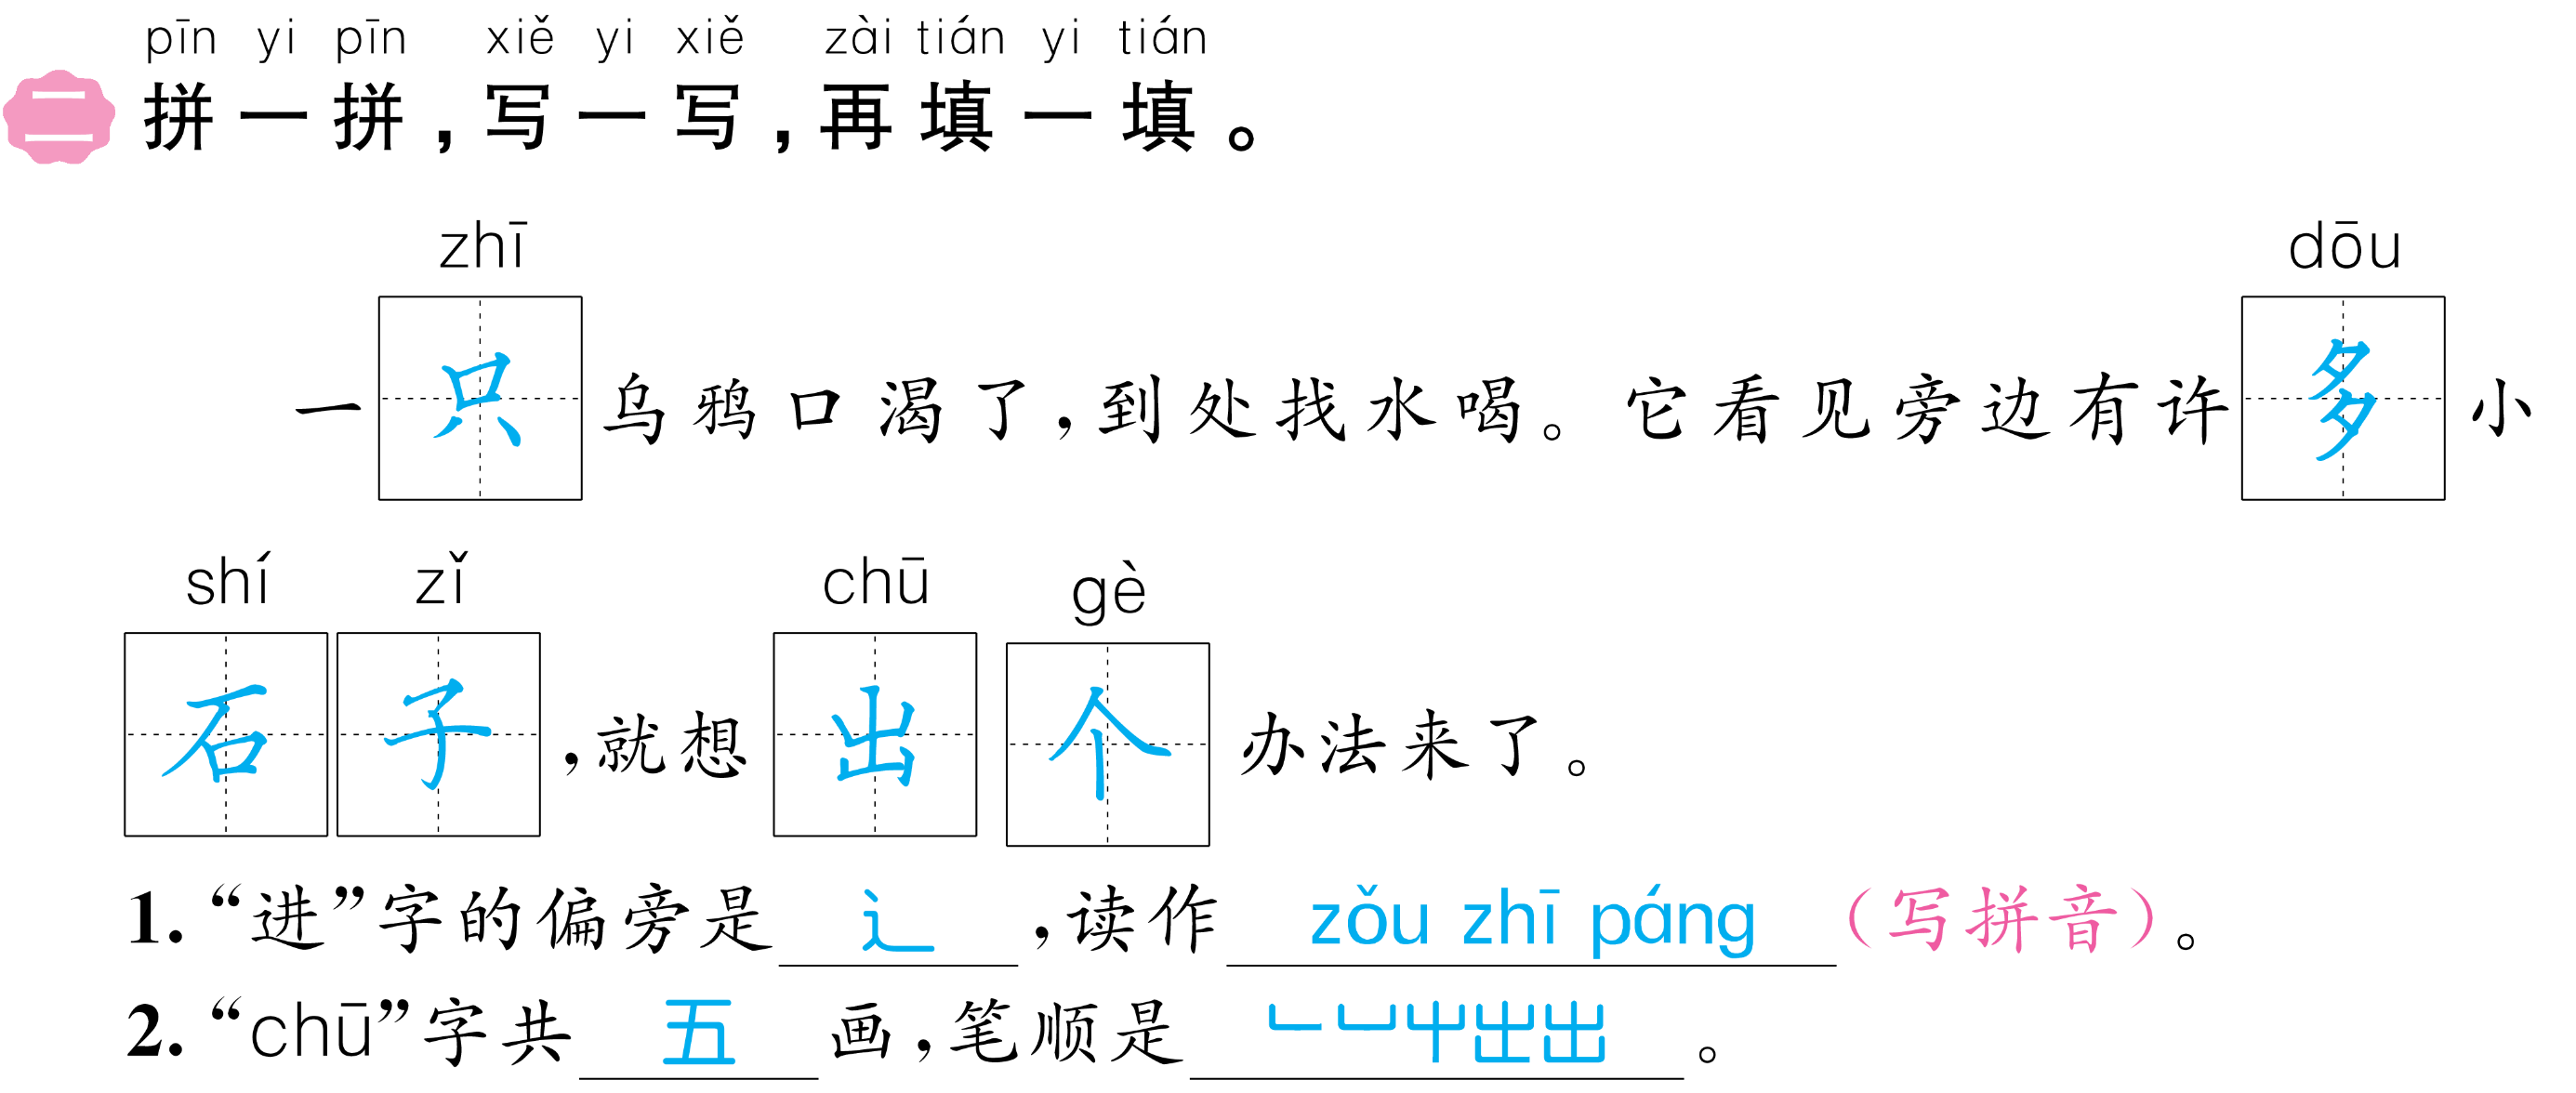 pīn yi pīn xiě yi xiě zài tián yi tián
二 拼一拼,写一写,再填一填。
zhī dōu
一只乌鸦口渴了,到处找水喝。它看见旁边有许多小
shí zǐ chū gè
石子,就想出个办法来了。
1. “进”字的偏旁是 辶 ,读作 zǒu zhī páng (写拼音)。
2. “chū”字共 五 画,笔顺是 。